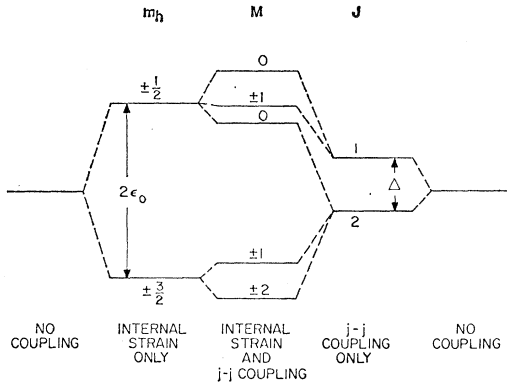 m_h M J
0
±1/2
±1
0
1
2ε₀
Δ
2
±1
±3/2
±2
NO COUPLING
INTERNAL STRAIN ONLY
INTERNAL STRAIN AND j-j COUPLING
j-j COUPLING ONLY
NO COUPLING